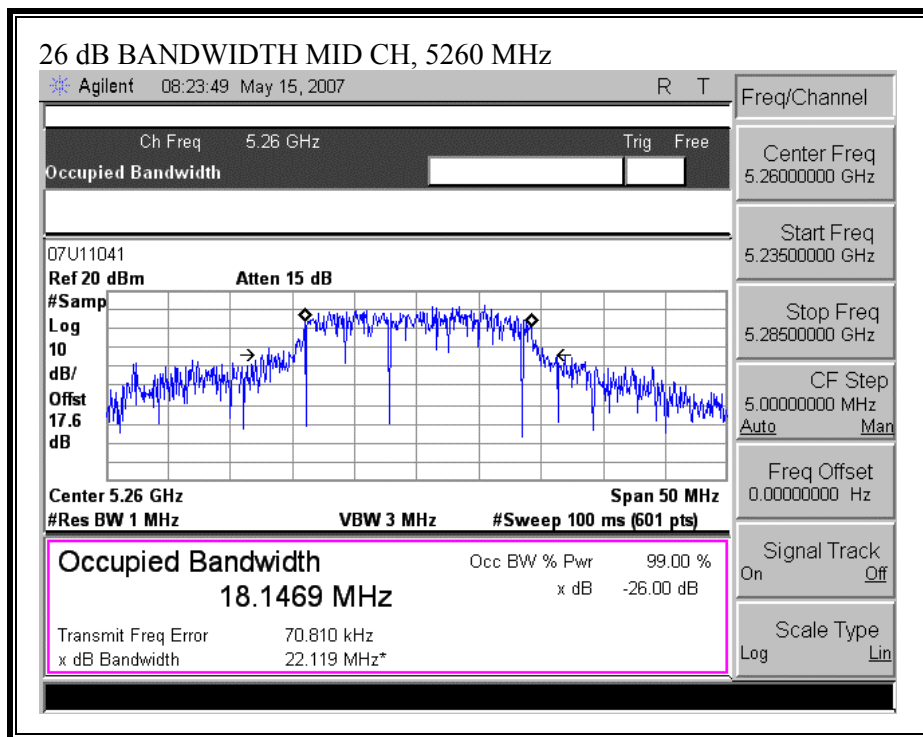 26 dB BANDWIDTH MID CH, 5260 MHz
Agilent 08:23:49 May 15, 2007 R T
Freq/Channel
Ch Freq 5.26 GHz Trig Free
Occupied Bandwidth
Center Freq
5.26000000 GHz
Start Freq
5.23500000 GHz
Stop Freq
5.28500000 GHz
CF Step
5.00000000 MHz
Auto Man
Freq Offset
0.00000000 Hz
Signal Track
On Off
Scale Type
Log Lin
07U11041
Ref 20 dBm Atten 15 dB
#Samp
Log
10
dB/
Offst
17.6
dB
Center 5.26 GHz Span 50 MHz
#Res BW 1 MHz VBW 3 MHz #Sweep 100 ms (601 pts)
Occupied Bandwidth
18.1469 MHz
Occ BW % Pwr 99.00 %
x dB -26.00 dB
Transmit Freq Error 70.810 kHz
x dB Bandwidth 22.119 MHz*